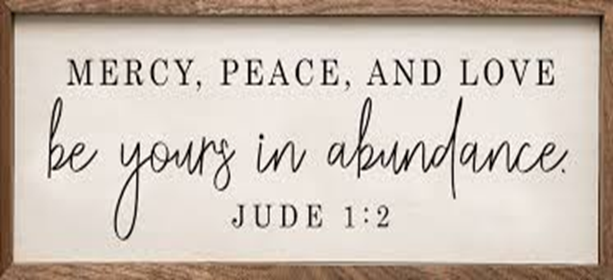 MERCY, PEACE, AND LOVE
be yours in abundance.
JUDE 1:2